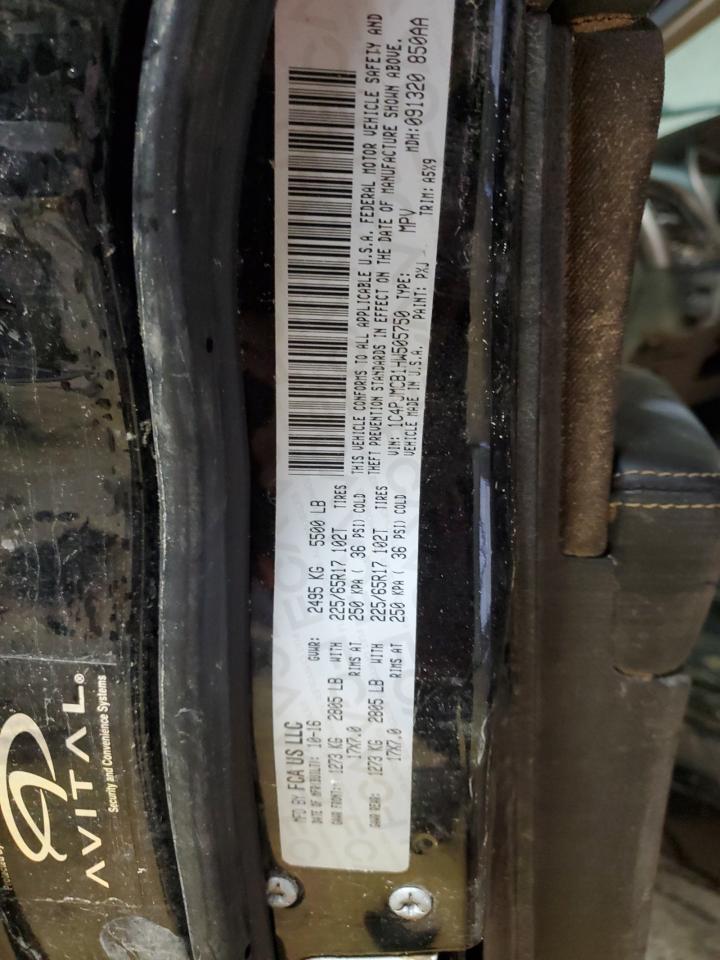 MFD BY FCA US LLC
DATE OF MFR(BUILT): 10-16 GVWR: 2495 KG 5500 LB
GAWR FRONT: 1273 KG 2805 LB WITH 225/65R17 102T TIRES
17X7.0 RIMS AT 250 KPA ( 36 PSI) COLD
GAWR REAR: 1273 KG 2805 LB WITH 225/65R17 102T TIRES
17X7.0 RIMS AT 250 KPA ( 36 PSI) COLD
THIS VEHICLE CONFORMS TO ALL APPLICABLE U.S.A. FEDERAL MOTOR VEHICLE SAFETY AND
THEFT PREVENTION STANDARDS IN EFFECT ON THE DATE OF MANUFACTURE SHOWN ABOVE.
VIN: 1C4PJMCB1HW505750 TYPE: MPV MDH:091320 850AA
VEHICLE MADE IN U.S.A. PAINT: PXJ TRIM: A5X9
Protected by
AVITAL®
Security and Convenience Systems